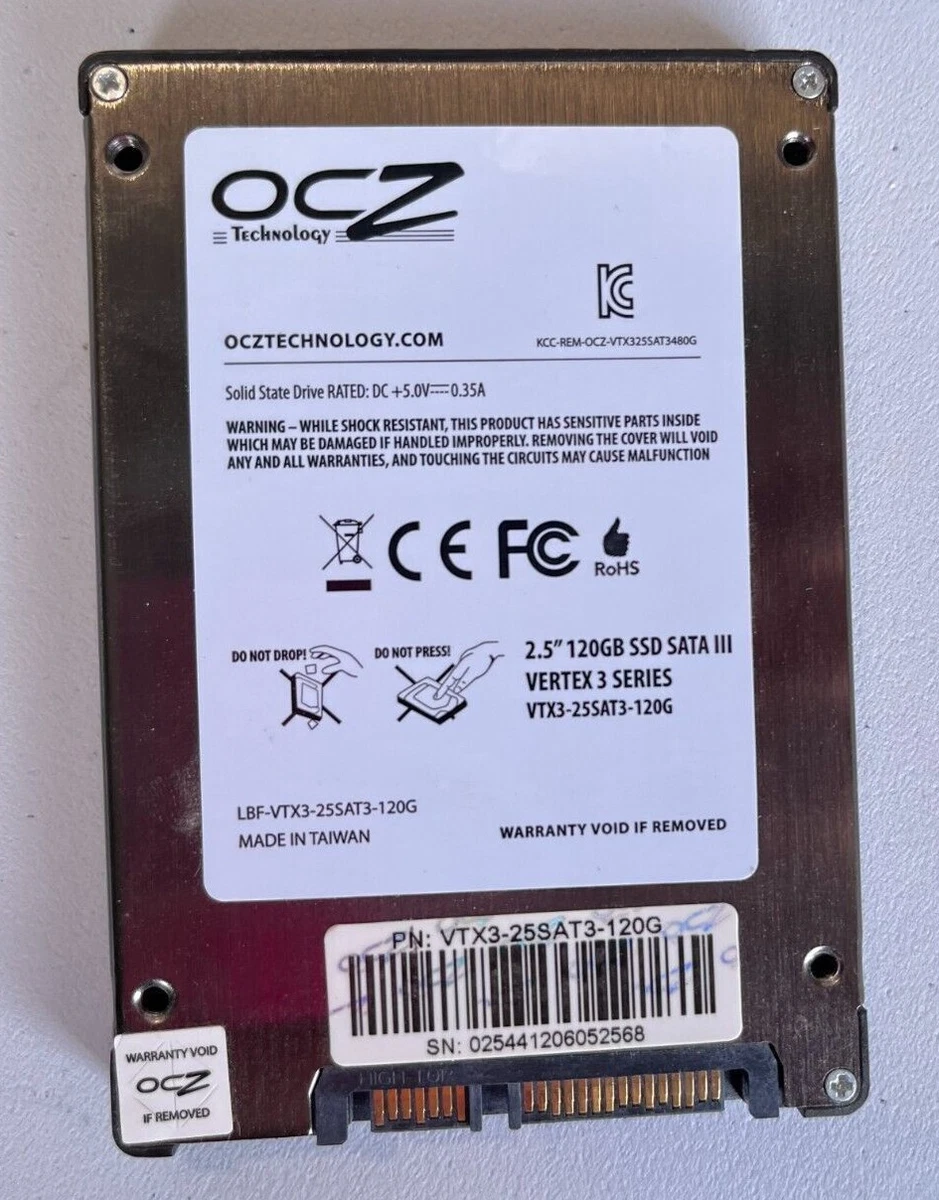 OCZ
Technology
KC
OCZTECHNOLOGY.COM
KCC-REM-OCZ-VTX325SAT3480G
Solid State Drive RATED: DC +5.0V⎓0.35A
WARNING – WHILE SHOCK RESISTANT, THIS PRODUCT HAS SENSITIVE PARTS INSIDE
WHICH MAY BE DAMAGED IF HANDLED IMPROPERLY. REMOVING THE COVER WILL VOID
ANY AND ALL WARRANTIES, AND TOUCHING THE CIRCUITS MAY CAUSE MALFUNCTION
CE FC
RoHS
DO NOT DROP! DO NOT PRESS!
2.5” 120GB SSD SATA III
VERTEX 3 SERIES
VTX3-25SAT3-120G
LBF-VTX3-25SAT3-120G
MADE IN TAIWAN
WARRANTY VOID IF REMOVED
PN: VTX3-25SAT3-120G
SN: 025441206052568
WARRANTY VOID
OCZ
IF REMOVED
HIGH TOP